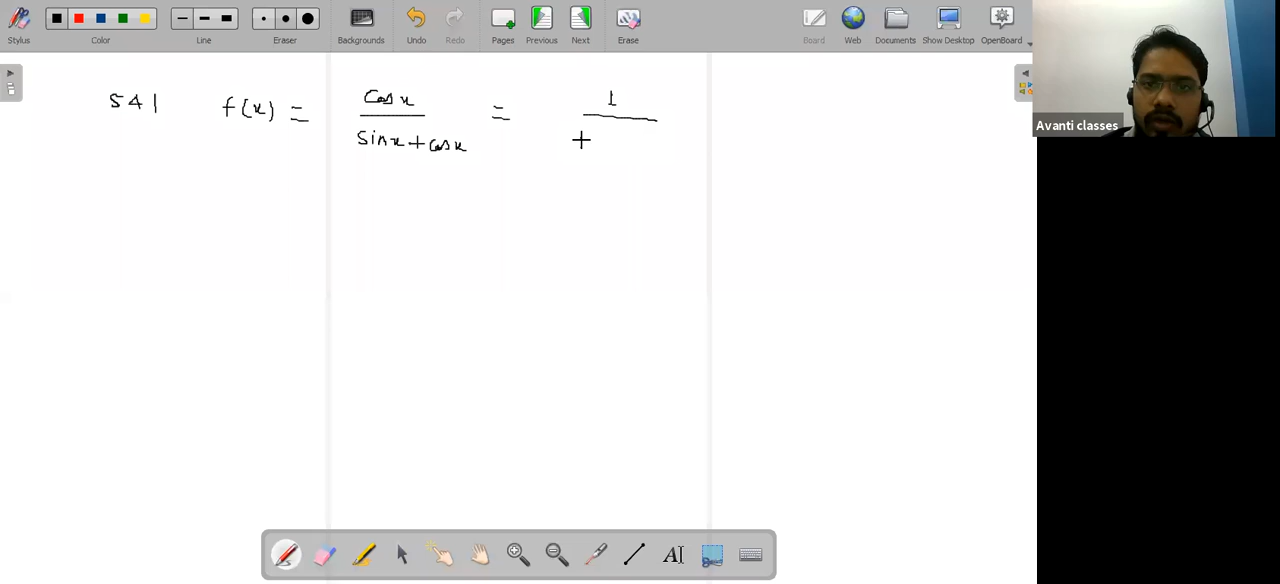 Stylus Color Line Eraser Backgrounds Undo Redo Pages Previous Next Erase Board Web Documents Show Desktop OpenBoard
Avanti classes
541 f(x) = cos x / sin x + cos x = 1 / +